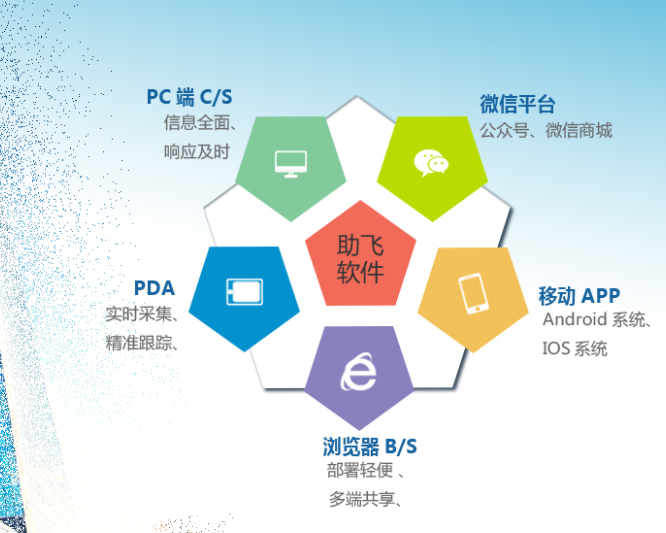 PC 端 C/S
信息全面、
响应及时
微信平台
公众号、微信商城
助飞
软件
PDA
实时采集、
精准跟踪、
移动 APP
Android 系统、
IOS 系统
浏览器 B/S
部署轻便 、
多端共享、